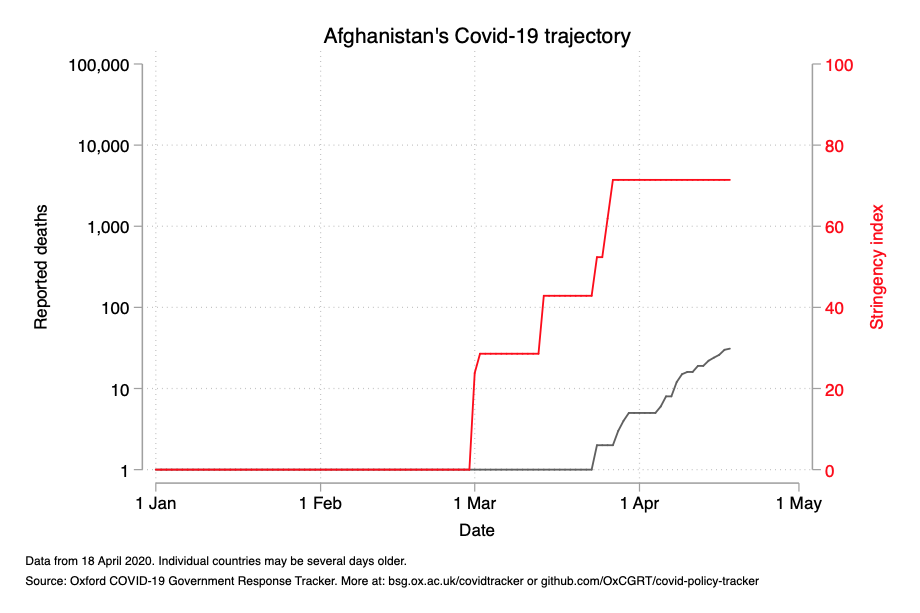 Afghanistan's Covid-19 trajectory
100,000
10,000
1,000
100
10
1
Reported deaths
100
80
60
40
20
0
Stringency index
1 Jan
1 Feb
1 Mar
1 Apr
1 May
Date
Data from 18 April 2020. Individual countries may be several days older.
Source: Oxford COVID-19 Government Response Tracker. More at: bsg.ox.ac.uk/covidtracker or github.com/OxCGRT/covid-policy-tracker